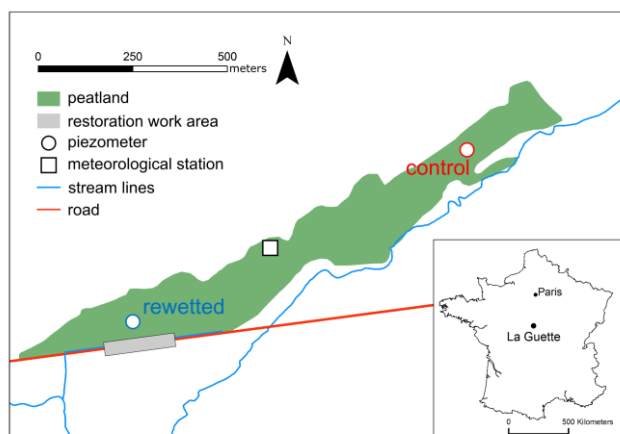 0 250 500
meters
N
peatland
restoration work area
piezometer
meteorological station
stream lines
road
control
rewetted
Paris
La Guette
0 500 Kilometers